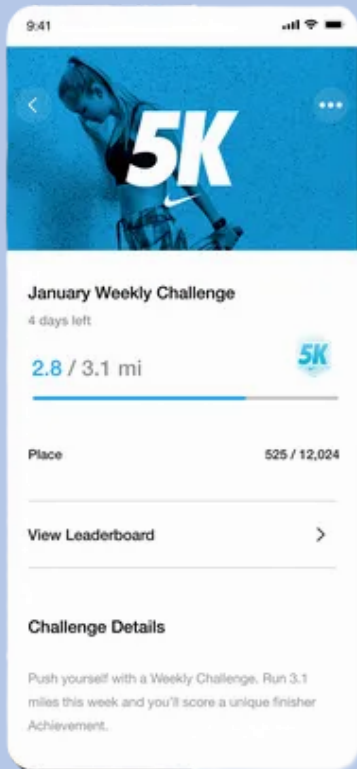 9:41
5K
January Weekly Challenge
4 days left
2.8 / 3.1 mi
5K
Place 525 / 12,024
View Leaderboard
Challenge Details
Push yourself with a Weekly Challenge. Run 3.1
miles this week and you'll score a unique finisher
Achievement.